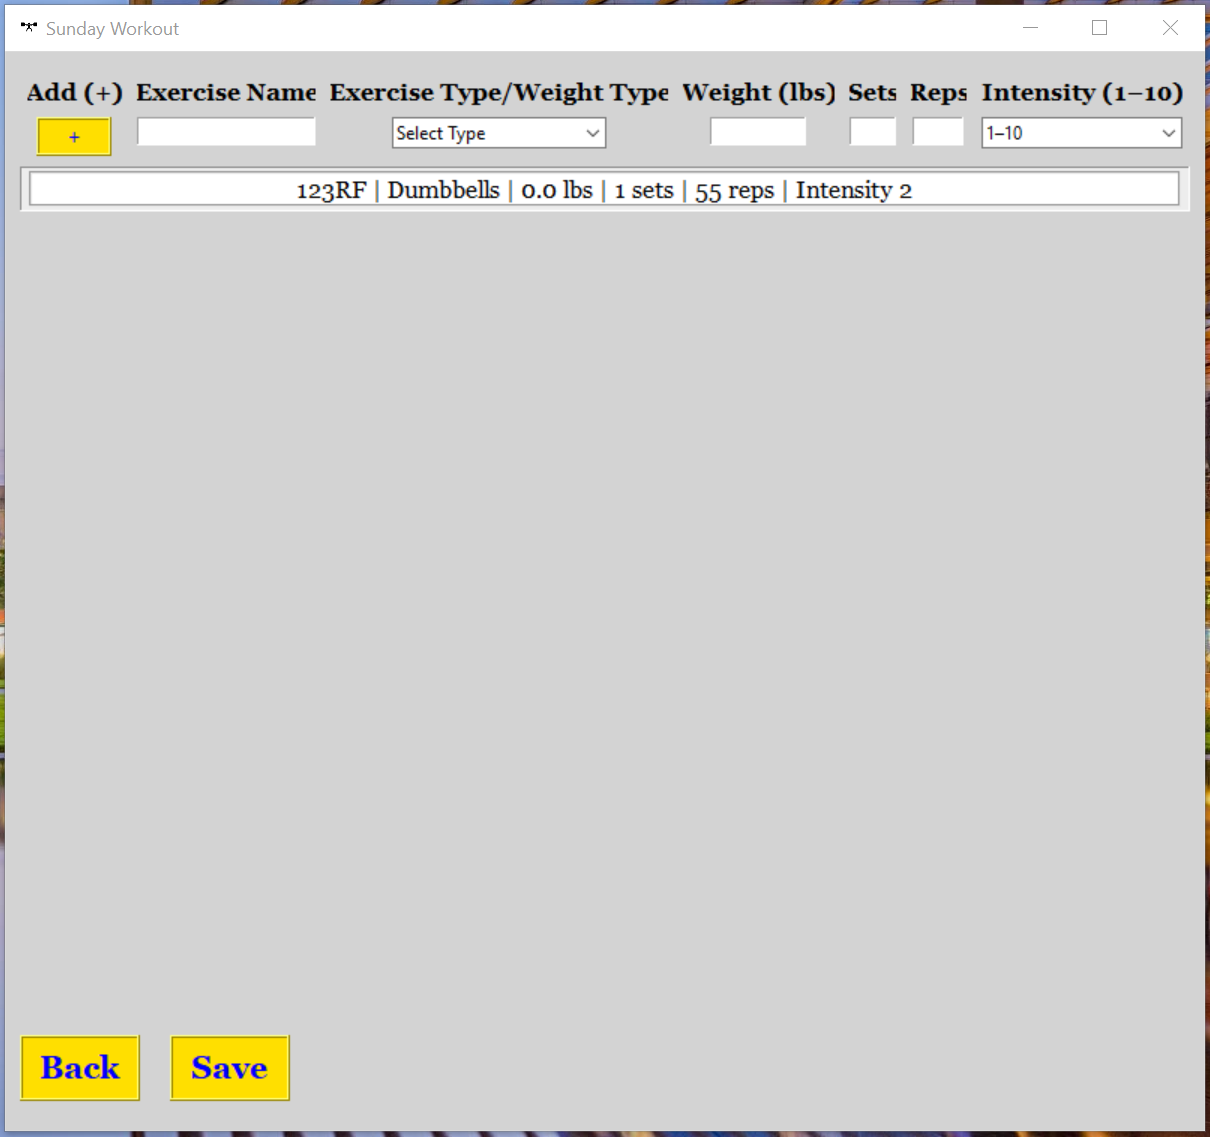 Sunday Workout
Add (+) Exercise Name Exercise Type/Weight Type Weight (lbs) Sets Reps Intensity (1–10)
+ Select Type 1–10
123RF | Dumbbells | 0.0 lbs | 1 sets | 55 reps | Intensity 2
Back Save